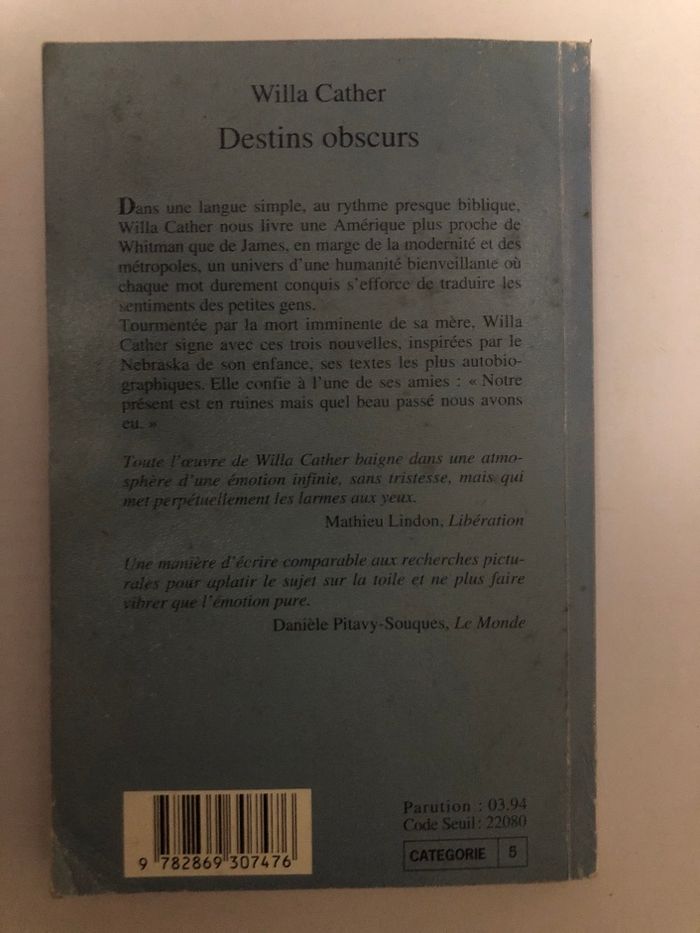 Willa Cather
Destins obscurs
Dans une langue simple, au rythme presque biblique,
Willa Cather nous livre une Amérique plus proche de
Whitman que de James, en marge de la modernité et des
métropoles, un univers d'une humanité bienveillante où
chaque mot durement conquis s'efforce de traduire les
sentiments des petites gens.
Tourmentée par la mort imminente de sa mère, Willa
Cather signe avec ces trois nouvelles, inspirées par le
Nebraska de son enfance, ses textes les plus autobio-
graphiques. Elle confie à l'une de ses amies : « Notre
présent est en ruines mais quel beau passé nous avons
eu. »
Toute l'œuvre de Willa Cather baigne dans une atmo-
sphère d'une émotion infinie, sans tristesse, mais qui
met perpétuellement les larmes aux yeux.
Mathieu Lindon, Libération
Une manière d'écrire comparable aux recherches pictu-
rales pour aplatir le sujet sur la toile et ne plus faire
vibrer que l'émotion pure.
Danièle Pitavy-Souques, Le Monde
Parution : 03.94
Code Seuil : 22080
CATEGORIE 5
9 782869 307476